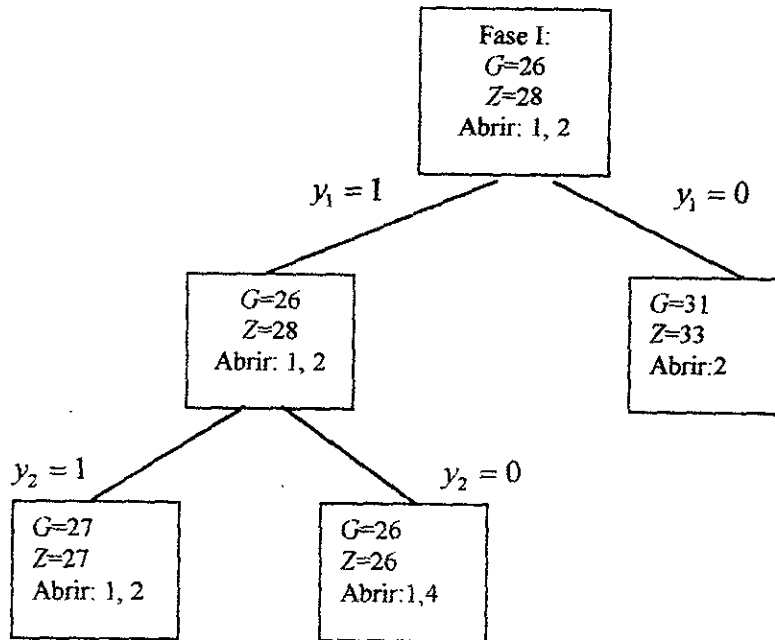 Fase I:
G=26
Z=28
Abrir: 1, 2
y₁ = 1
y₁ = 0
G=26
Z=28
Abrir: 1, 2
G=31
Z=33
Abrir:2
y₂ = 1
y₂ = 0
G=27
Z=27
Abrir: 1, 2
G=26
Z=26
Abrir:1,4